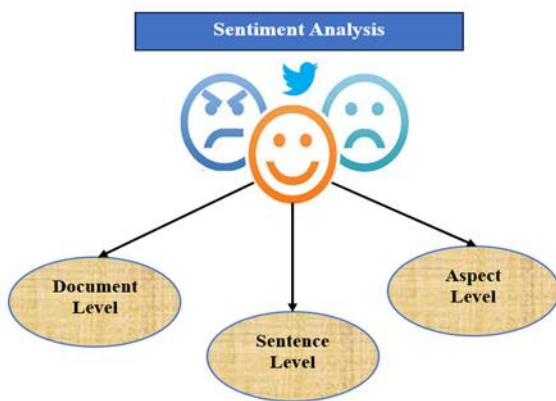 Sentiment Analysis
Document
Level
Sentence
Level
Aspect
Level